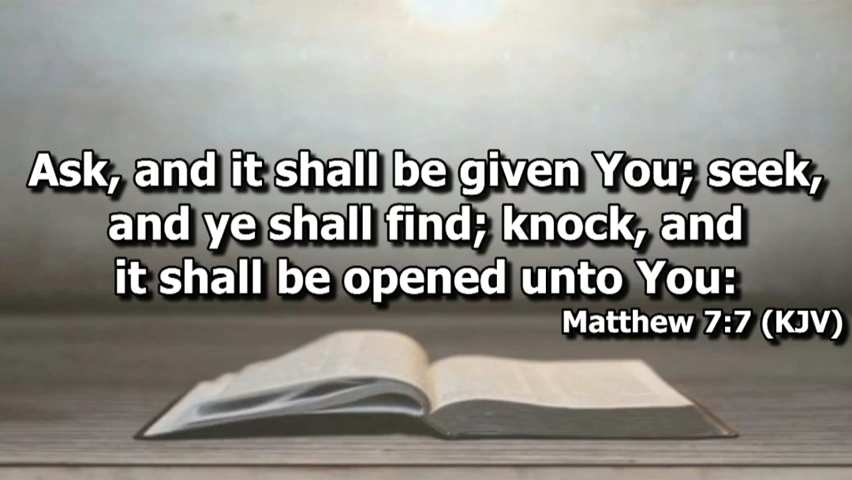 Ask, and it shall be given You; seek,
and ye shall find; knock, and
it shall be opened unto You:
Matthew 7:7 (KJV)